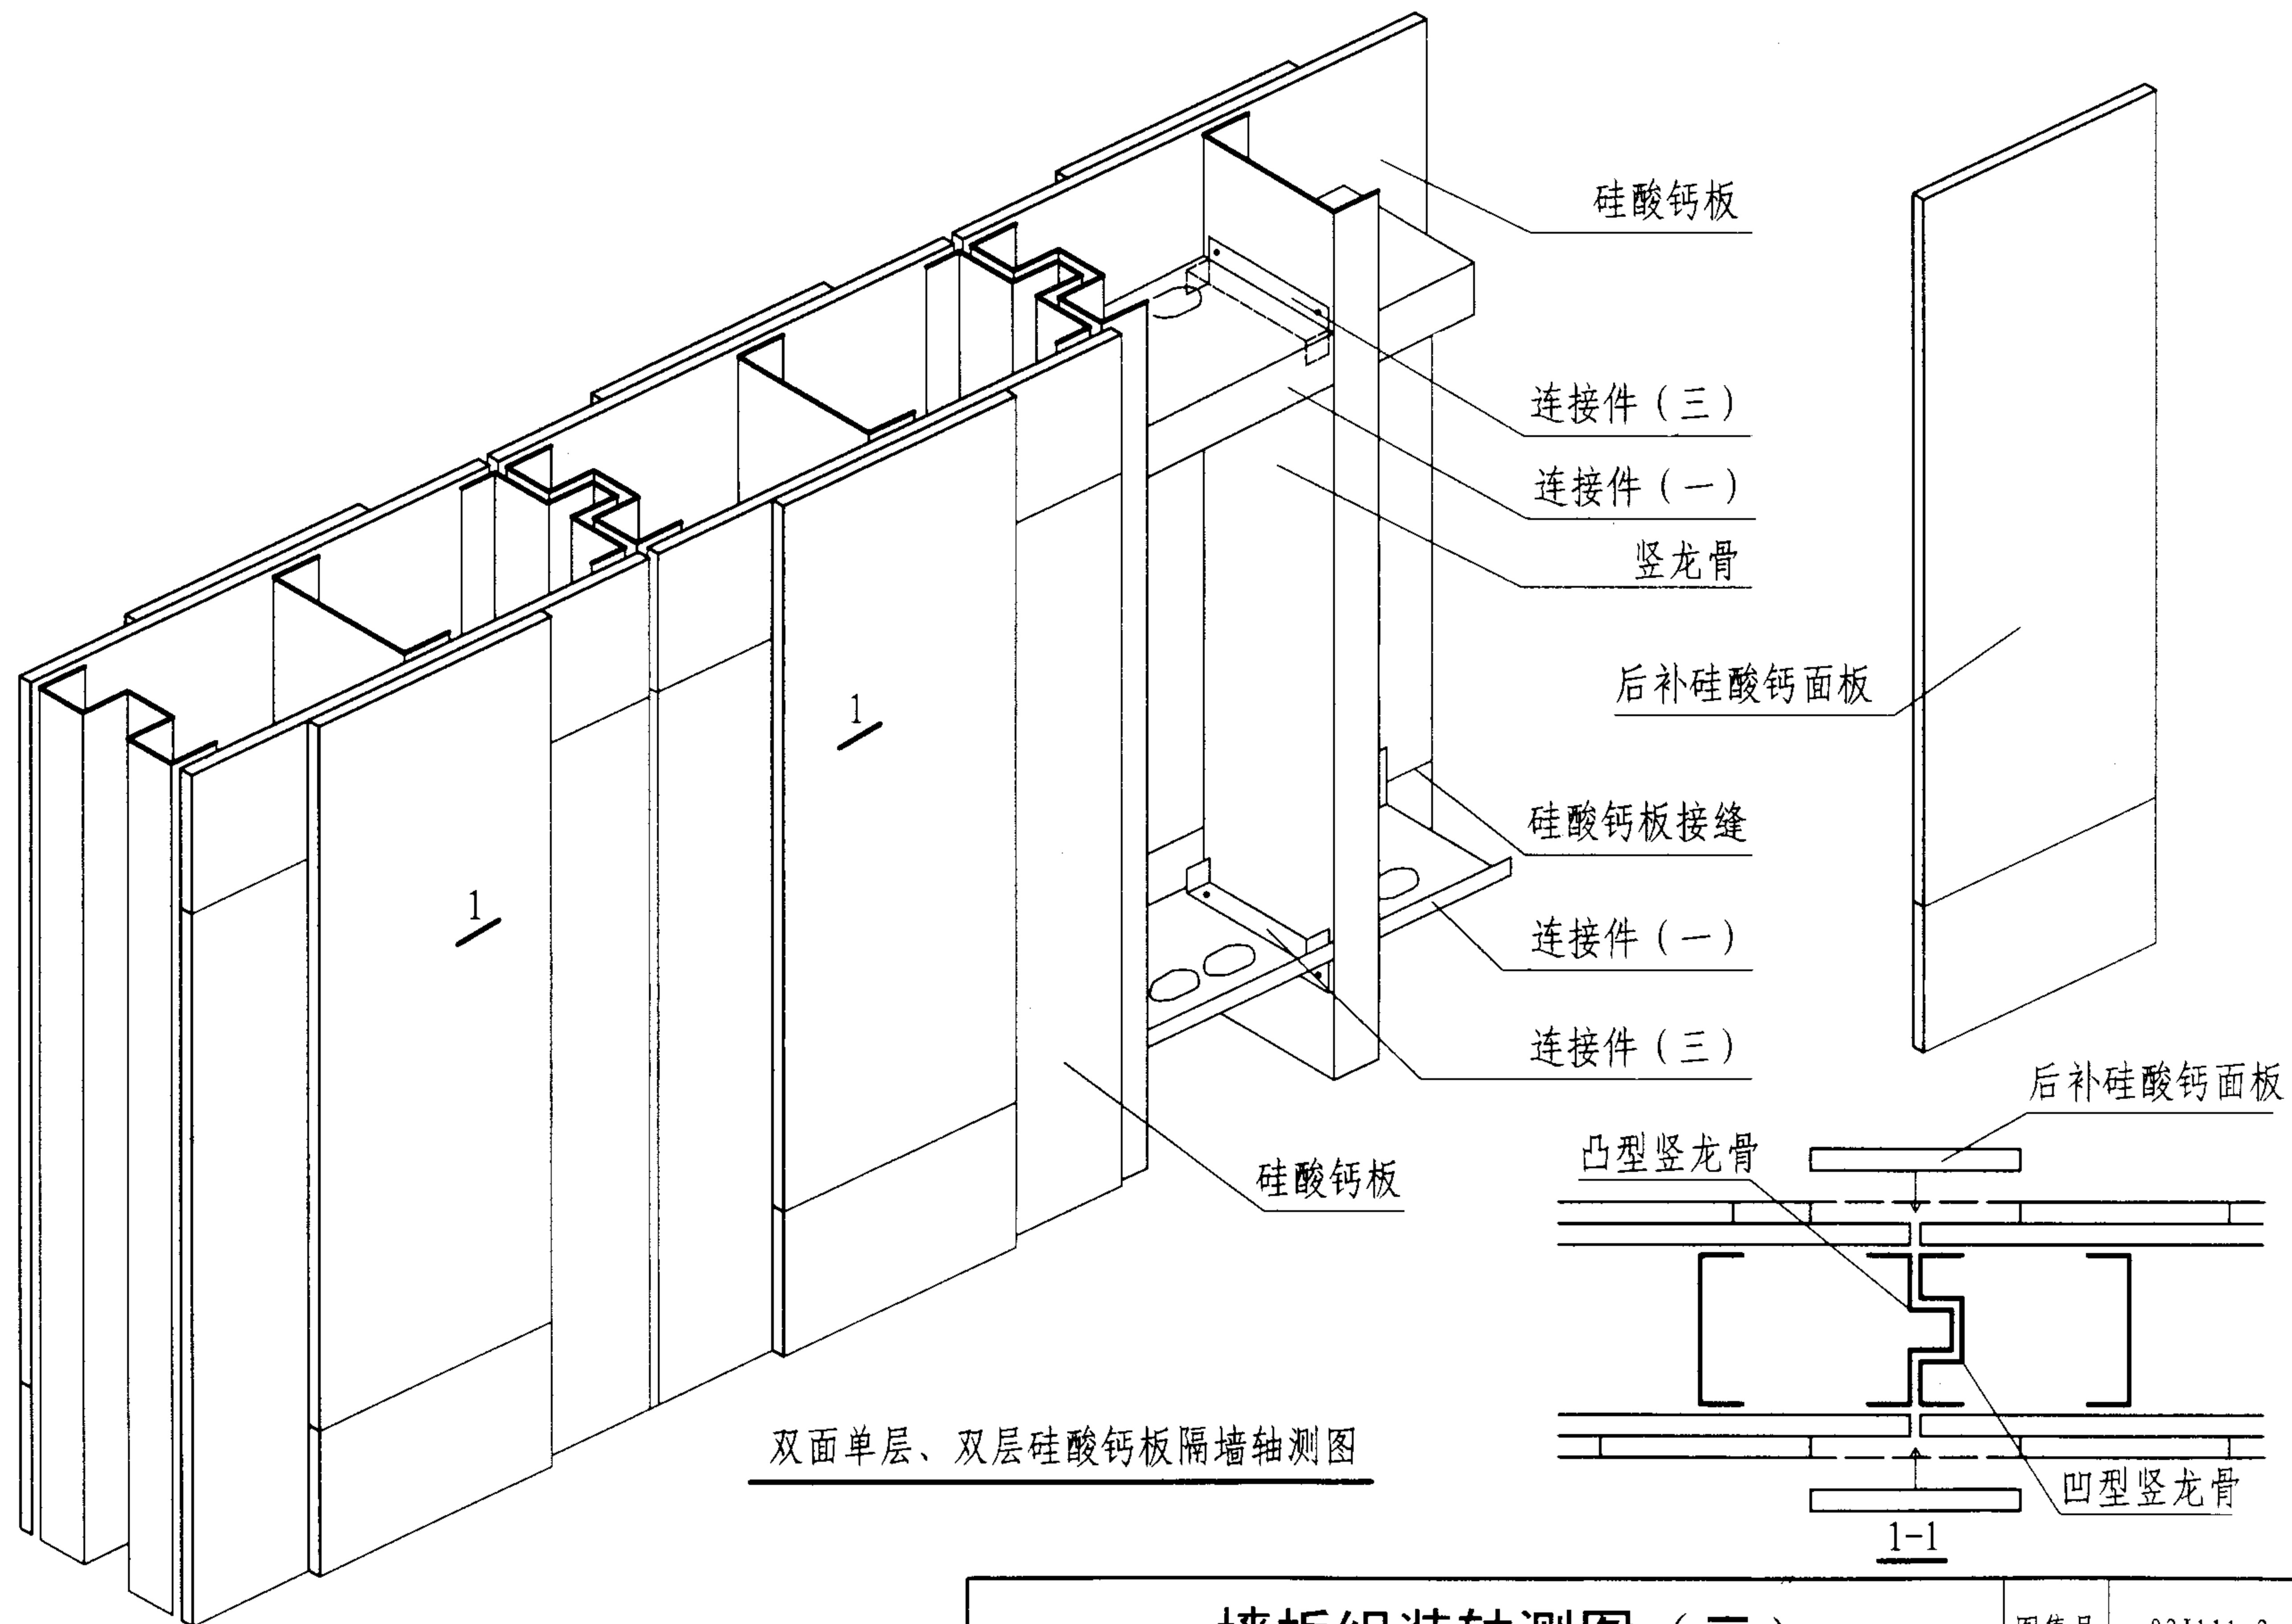 硅酸钙板
连接件（三）
连接件（一）
竖龙骨
后补硅酸钙面板
1
1
硅酸钙板接缝
连接件（一）
连接件（三）
后补硅酸钙面板
凸型竖龙骨
硅酸钙板
双面单层、双层硅酸钙板隔墙轴测图
凹型竖龙骨
1-1